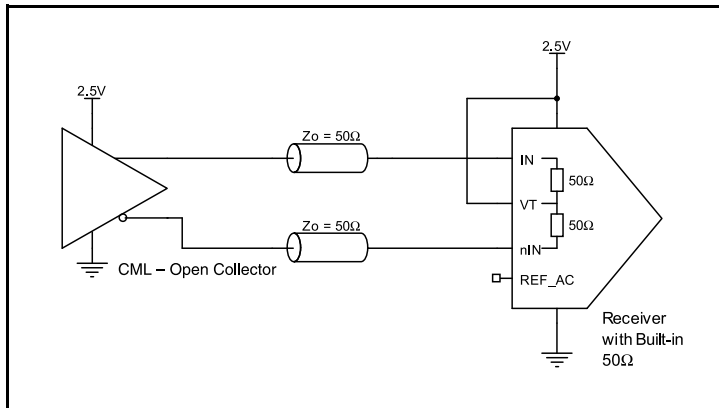 2.5V
2.5V
Zo = 50Ω
IN
50Ω
VT
Zo = 50Ω
50Ω
nIN
CML – Open Collector
REF_AC
Receiver
with Built-in
50Ω